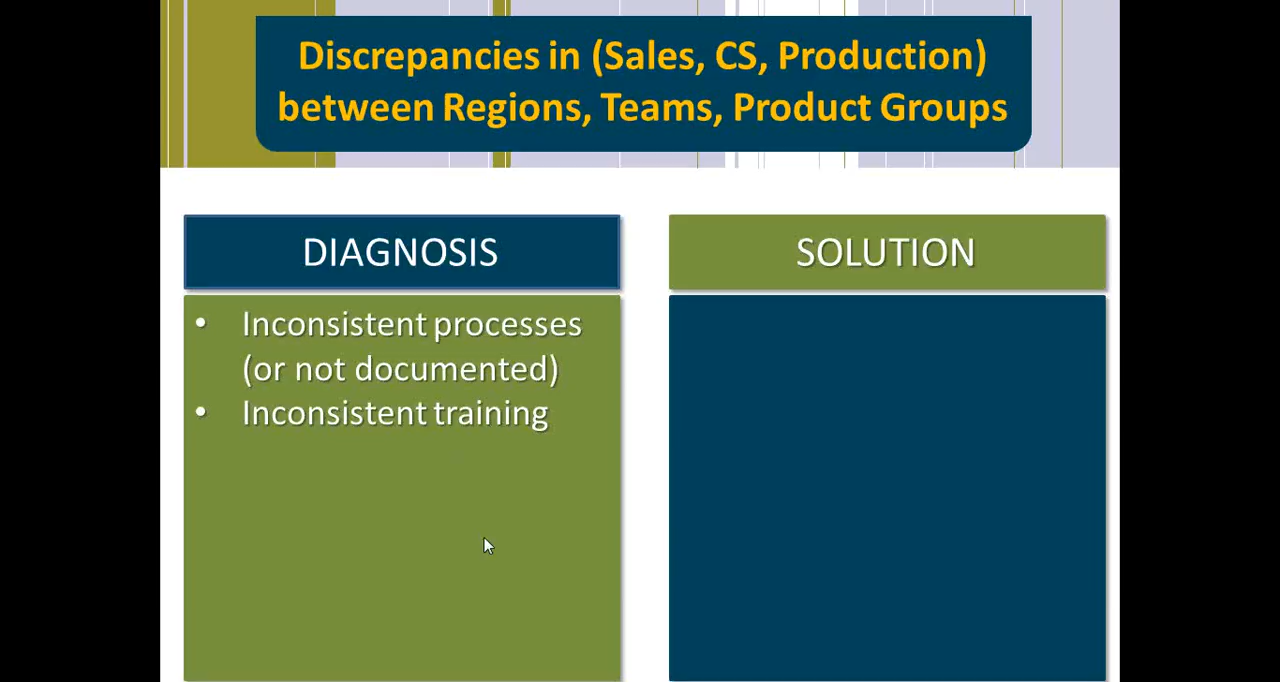 Discrepancies in (Sales, CS, Production)
between Regions, Teams, Product Groups
DIAGNOSIS
• Inconsistent processes
(or not documented)
• Inconsistent training
SOLUTION